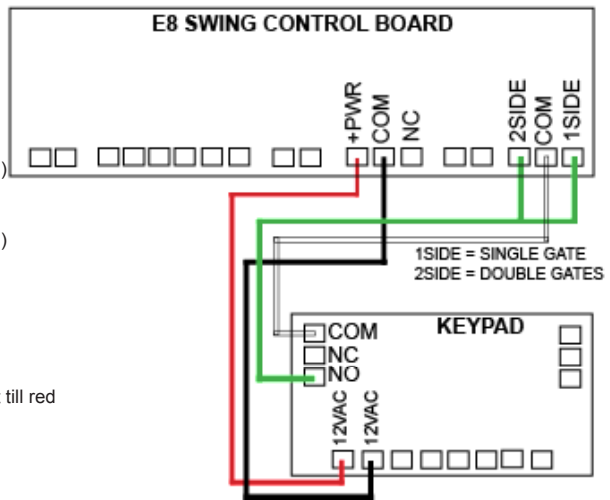 E8 SWING CONTROL BOARD
+PWR
COM
NC
2SIDE
COM
1SIDE
)
)
1SIDE = SINGLE GATE
2SIDE = DOUBLE GATES
KEYPAD
COM
NC
NO
till red
12VAC
12VAC